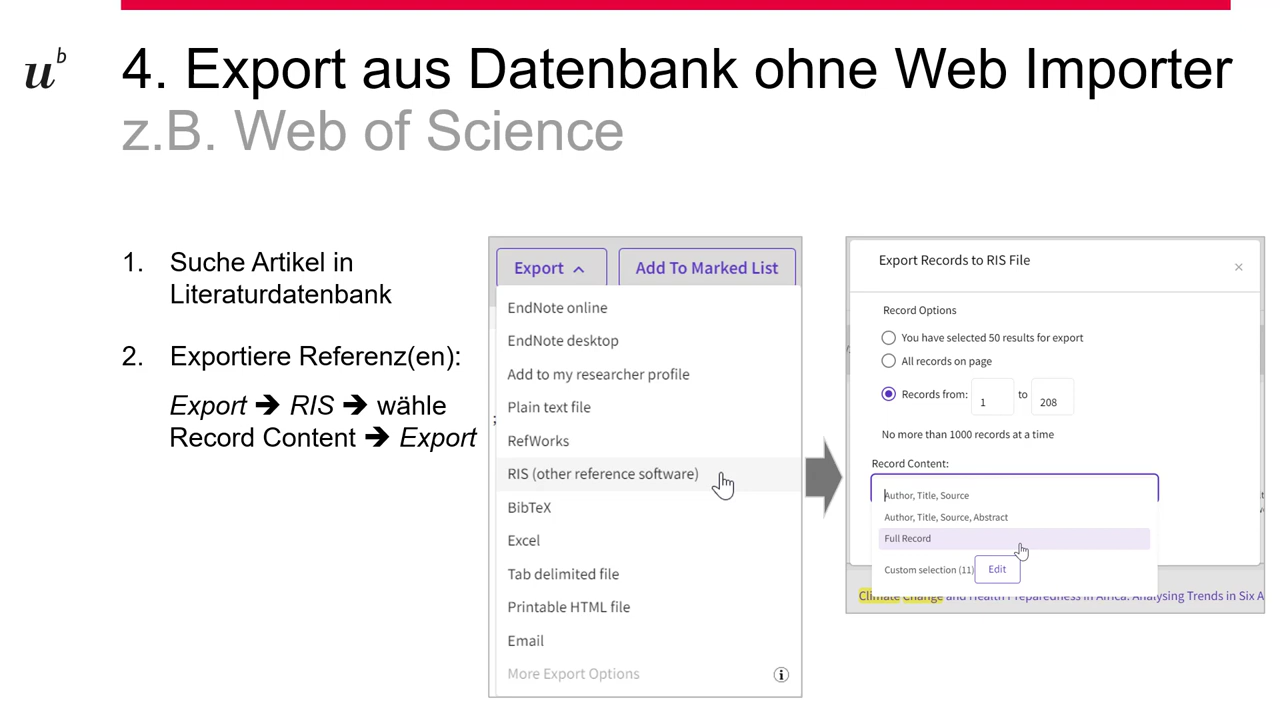 u^b
4. Export aus Datenbank ohne Web Importer
z.B. Web of Science
1. Suche Artikel in
Literaturdatenbank
2. Exportiere Referenz(en):
Export ➔ RIS ➔ wähle
Record Content ➔ Export
Export
Add To Marked List
EndNote online
EndNote desktop
Add to my researcher profile
Plain text file
RefWorks
RIS (other reference software)
BibTeX
Excel
Tab delimited file
Printable HTML file
Email
More Export Options
Export Records to RIS File
Record Options
You have selected 50 results for export
All records on page
Records from: 1 to 208
No more than 1000 records at a time
Record Content:
Author, Title, Source
Author, Title, Source, Abstract
Full Record
Custom selection (11) Edit
Climate Change and Health Preparedness in Africa: Analysing Trends in Six A